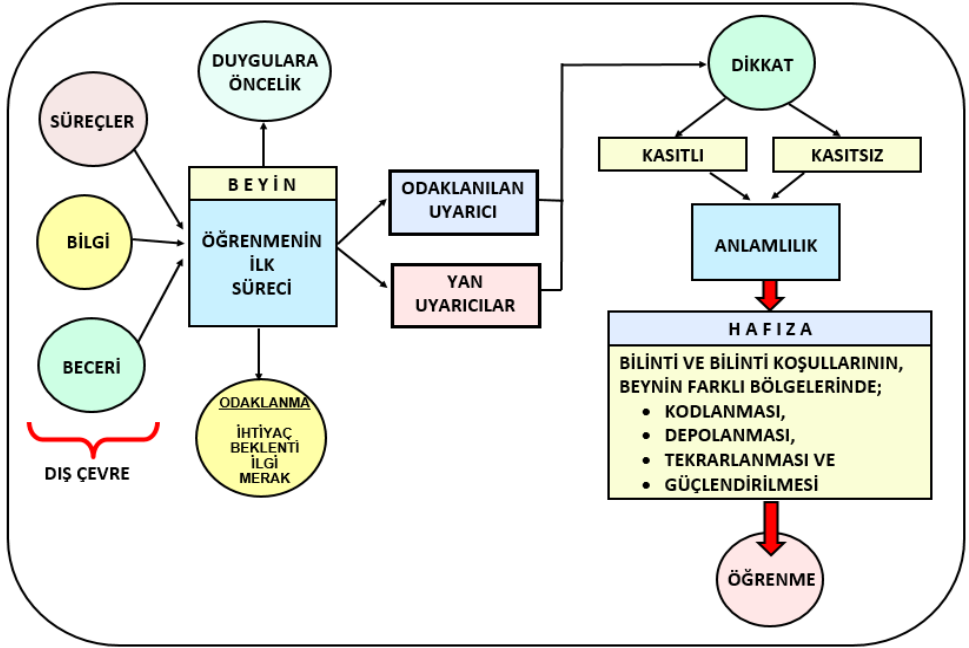 SÜREÇLER
BİLGİ
BECERİ
DIŞ ÇEVRE
DUYGULARA
ÖNCELİK
B E Y İ N
ÖĞRENMENİN
İLK
SÜRECİ
ODAKLANMA
İHTİYAÇ
BEKLENTİ
İLGİ
MERAK
ODAKLANILAN
UYARICI
YAN
UYARICILAR
DİKKAT
KASITLI
KASITSIZ
ANLAMLILIK
H A F I Z A
BİLİNTİ VE BİLİNTİ KOŞULLARININ,
BEYNİN FARKLI BÖLGELERİNDE;
• KODLANMASI,
• DEPOLANMASI,
• TEKRARLANMASI VE
• GÜÇLENDİRİLMESİ
ÖĞRENME